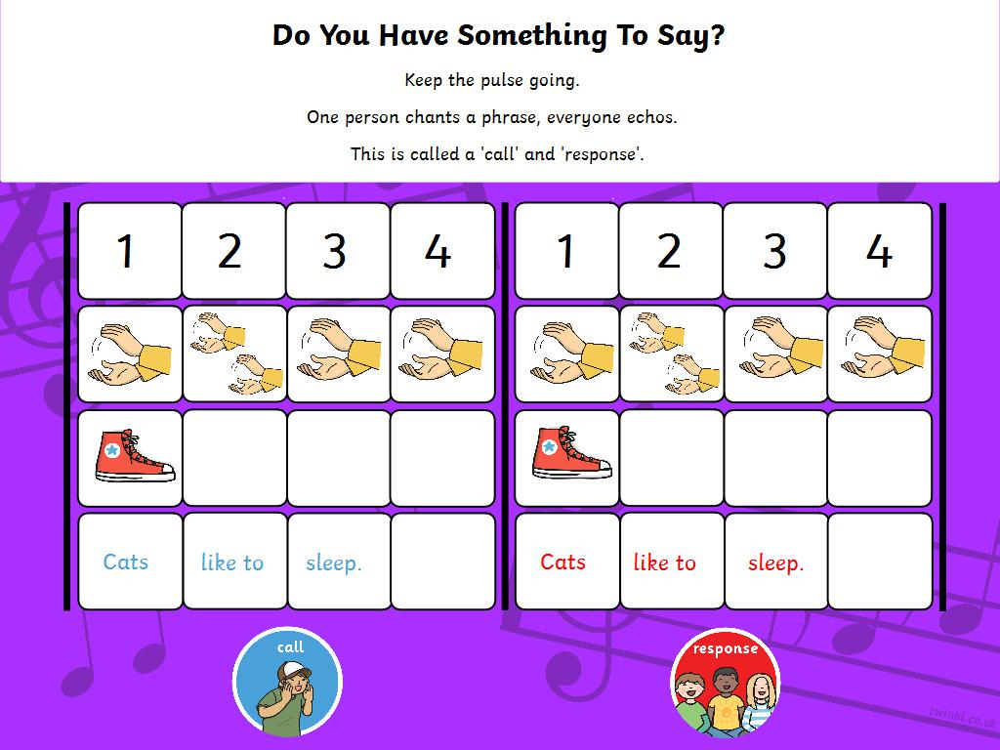 Do You Have Something To Say?
Keep the pulse going.
One person chants a phrase, everyone echos.
This is called a 'call' and 'response'.
1 2 3 4 1 2 3 4
Cats like to sleep. Cats like to sleep.
call response
twinkl.co.uk